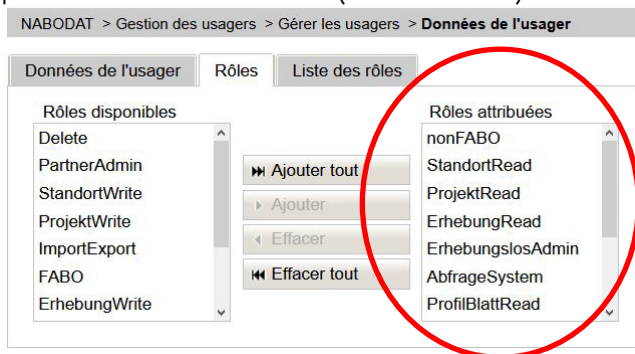 NABODAT > Gestion des usagers > Gérer les usagers > Données de l'usager
Données de l'usager Rôles Liste des rôles
Rôles disponibles
Delete
PartnerAdmin
StandortWrite
ProjektWrite
ImportExport
FABO
ErhebungWrite
Ajouter tout
Ajouter
Effacer
Effacer tout
Rôles attribuées
nonFABO
StandortRead
ProjektRead
ErhebungRead
ErhebungslosAdmin
AbfrageSystem
ProfilBlattRead